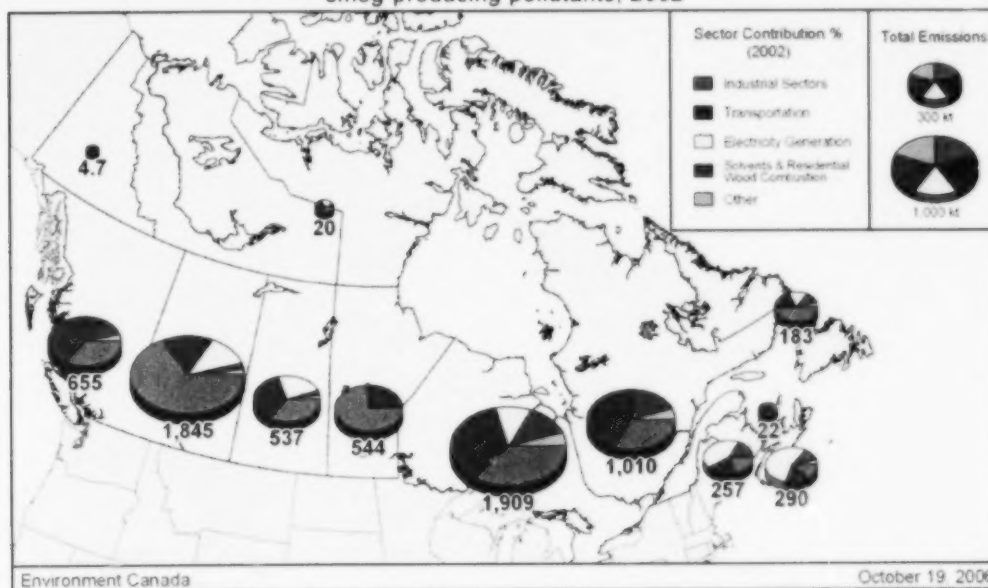 smog-producing pollutants, 2002
Sector Contribution %
(2002)
Industrial Sectors
Transportation
Electricity Generation
Solvents & Residential
Wood Combustion
Other
Total Emissions
300 kt
1,000 kt
4.7
20
183
655
1,845
537
544
1,909
1,010
22
257
290
Environment Canada
October 19, 2006